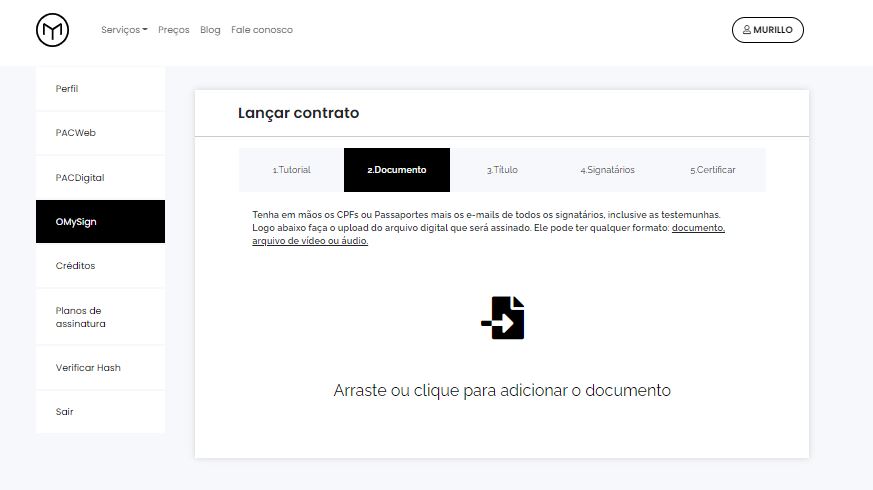 Serviços Preços Blog Fale conosco
MURILLO
Perfil
PACWeb
PACDigital
OMySign
Créditos
Planos de
assinatura
Verificar Hash
Sair
Lançar contrato
1.Tutorial 2.Documento 3.Título 4.Signatários 5.Certificar
Tenha em mãos os CPFs ou Passaportes mais os e-mails de todos os signatários, inclusive as testemunhas.
Logo abaixo faça o upload do arquivo digital que será assinado. Ele pode ter qualquer formato: documento,
arquivo de vídeo ou áudio.
Arraste ou clique para adicionar o documento